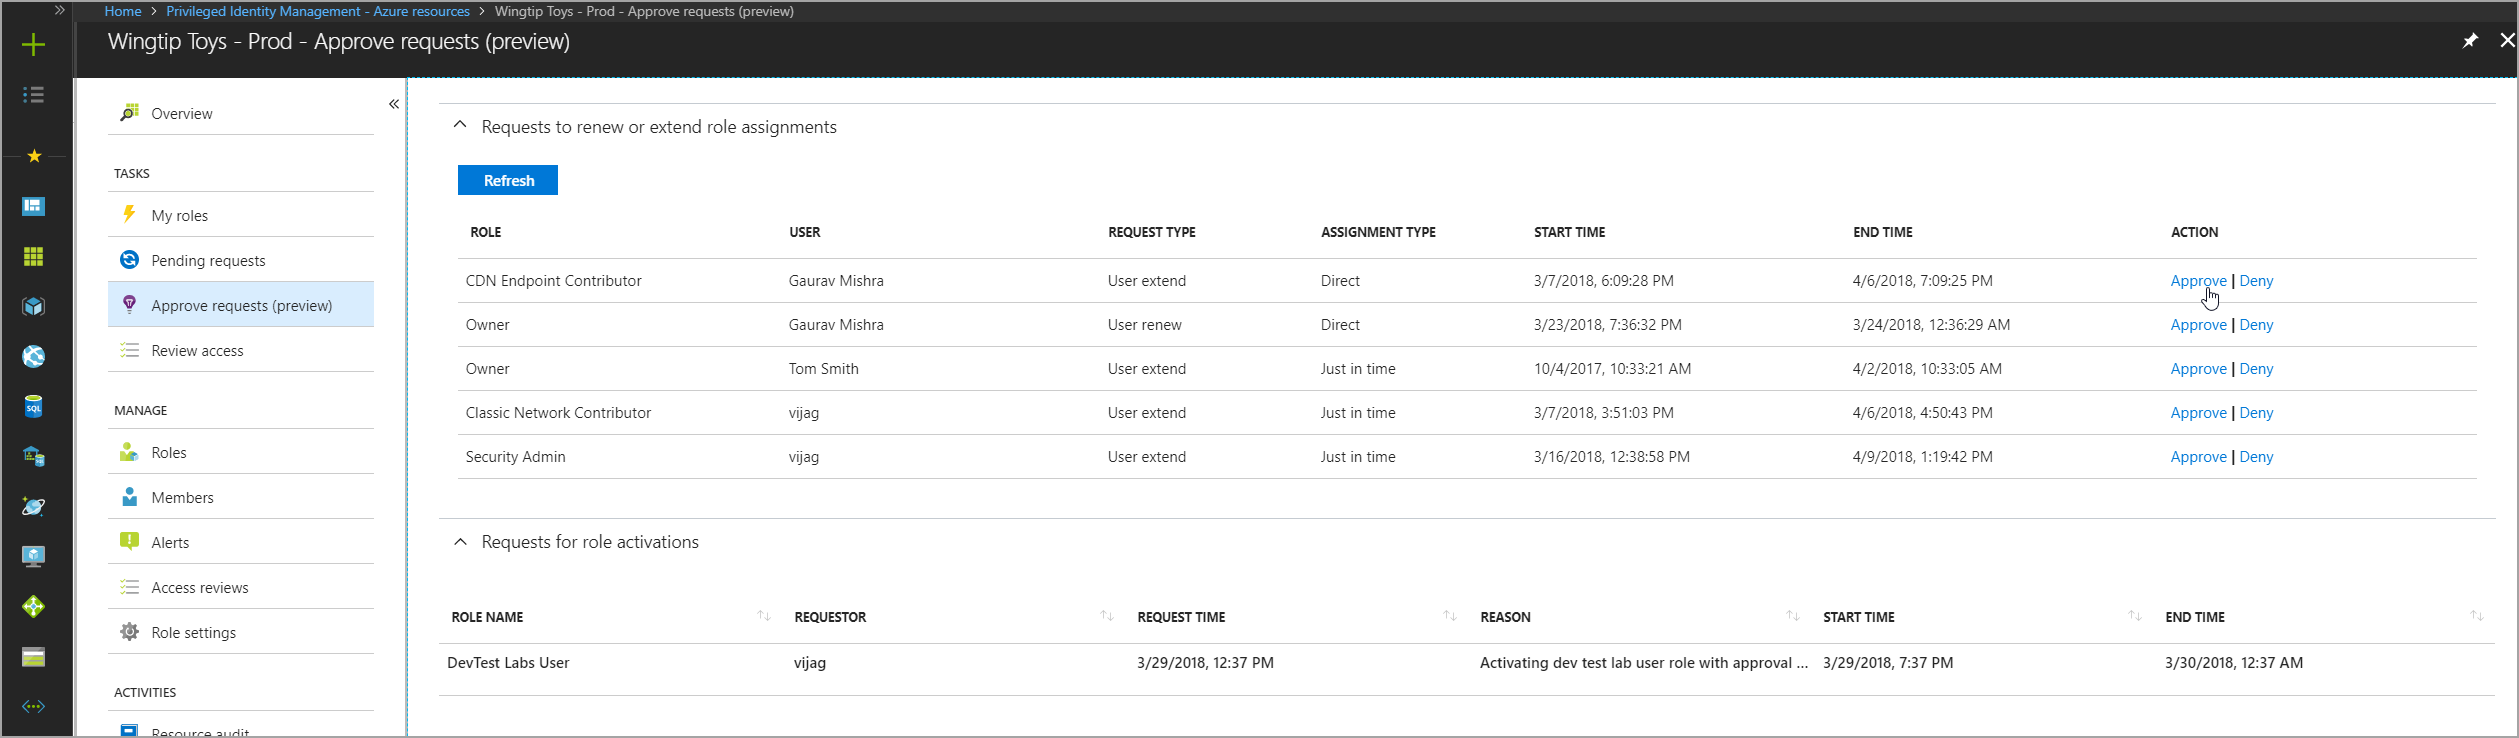 Home > Privileged Identity Management - Azure resources > Wingtip Toys - Prod - Approve requests (preview)
Wingtip Toys - Prod - Approve requests (preview)
Overview
TASKS
My roles
Pending requests
Approve requests (preview)
Review access
MANAGE
Roles
Members
Alerts
Access reviews
Role settings
ACTIVITIES
Resource audit
SQL
Requests to renew or extend role assignments
Refresh
ROLE USER REQUEST TYPE ASSIGNMENT TYPE START TIME END TIME ACTION
CDN Endpoint Contributor Gaurav Mishra User extend Direct 3/7/2018, 6:09:28 PM 4/6/2018, 7:09:25 PM Approve | Deny
Owner Gaurav Mishra User renew Direct 3/23/2018, 7:36:32 PM 3/24/2018, 12:36:29 AM Approve | Deny
Owner Tom Smith User extend Just in time 10/4/2017, 10:33:21 AM 4/2/2018, 10:33:05 AM Approve | Deny
Classic Network Contributor vijag User extend Just in time 3/7/2018, 3:51:03 PM 4/6/2018, 4:50:43 PM Approve | Deny
Security Admin vijag User extend Just in time 3/16/2018, 12:38:58 PM 4/9/2018, 1:19:42 PM Approve | Deny
Requests for role activations
ROLE NAME REQUESTOR REQUEST TIME REASON START TIME END TIME
DevTest Labs User vijag 3/29/2018, 12:37 PM Activating dev test lab user role with approval ... 3/29/2018, 7:37 PM 3/30/2018, 12:37 AM